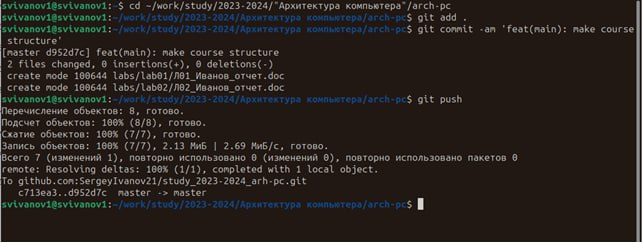 svivanov1@svivanov1:~$ cd ~/work/study/2023-2024/"Архитектура компьютера"/arch-pc
svivanov1@svivanov1:~/work/study/2023-2024/Архитектура компьютера/arch-pc$ git add .
svivanov1@svivanov1:~/work/study/2023-2024/Архитектура компьютера/arch-pc$ git commit -am 'feat(main): make course
structure'
[master d952d7c] feat(main): make course structure
2 files changed, 0 insertions(+), 0 deletions(-)
create mode 100644 labs/lab01/Л01_Иванов_отчет.doc
create mode 100644 labs/lab02/Л02_Иванов_отчет.doc
svivanov1@svivanov1:~/work/study/2023-2024/Архитектура компьютера/arch-pc$ git push
Перечисление объектов: 8, готово.
Подсчет объектов: 100% (8/8), готово.
Сжатие объектов: 100% (7/7), готово.
Запись объектов: 100% (7/7), 2.13 МиБ | 2.69 МиБ/с, готово.
Всего 7 (изменений 1), повторно использовано 0 (изменений 0), повторно использовано пакетов 0
remote: Resolving deltas: 100% (1/1), completed with 1 local object.
To github.com:SergeyIvanov21/study_2023-2024_arh-pc.git
c713ea3..d952d7c master -> master
svivanov1@svivanov1:~/work/study/2023-2024/Архитектура компьютера/arch-pc$